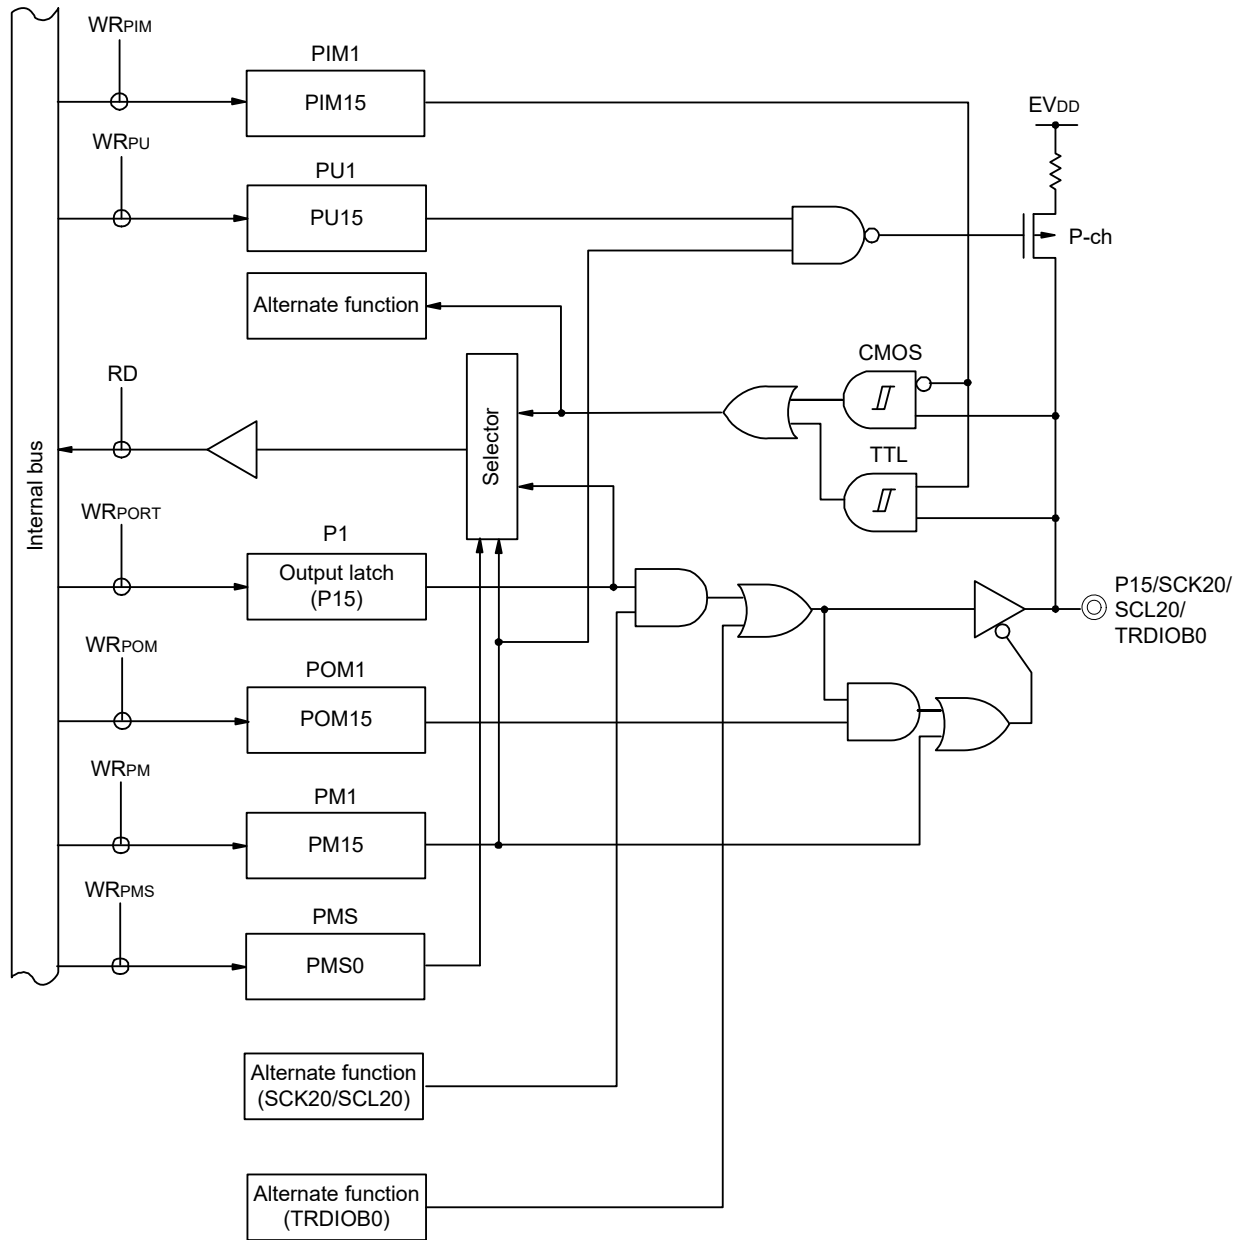 WRPIM
PIM1
PIM15
EVDD
WRPU
PU1
PU15
P-ch
Alternate function
CMOS
RD
Selector
TTL
Internal bus
WRPORT
P1
Output latch
(P15)
P15/SCK20/
SCL20/
TRDIOB0
WRPOM
POM1
POM15
WRPM
PM1
PM15
WRPMS
PMS
PMS0
Alternate function
(SCK20/SCL20)
Alternate function
(TRDIOB0)